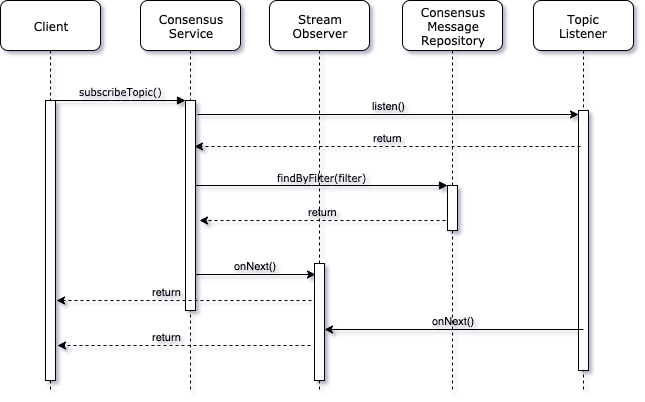 Client
Consensus
Service
Stream
Observer
Consensus
Message
Repository
Topic
Listener
subscribeTopic()
listen()
return
findByFilter(filter)
return
onNext()
return
onNext()
return